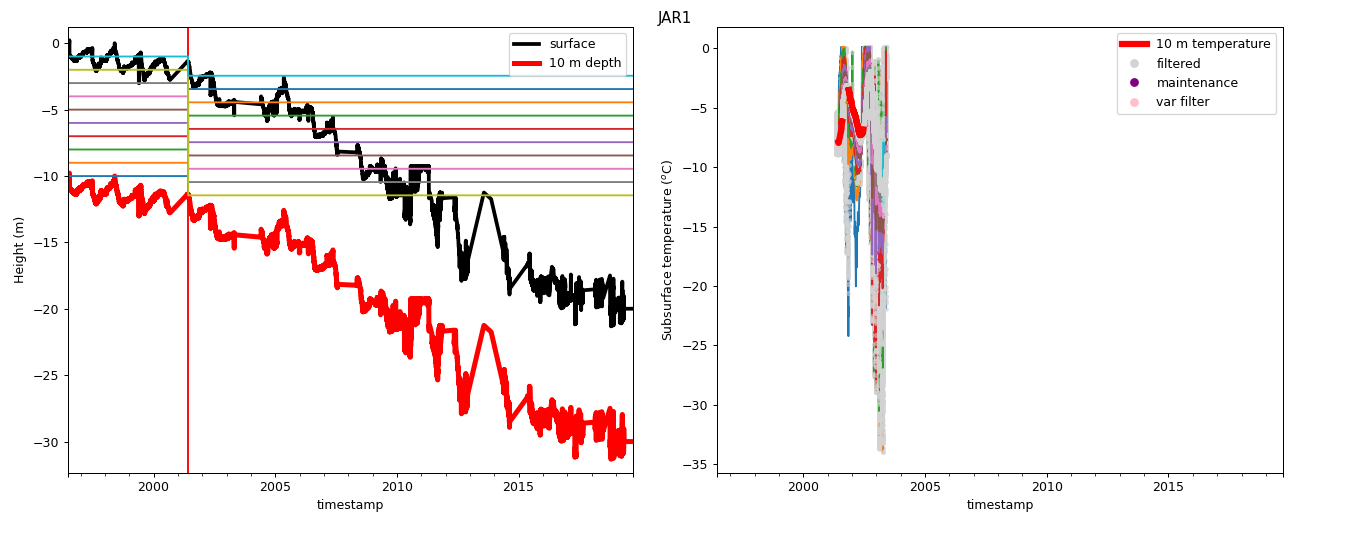 JAR1
surface
10 m depth
0
−5
−10
−15
−20
−25
−30
Height (m)
2000
2005
2010
2015
timestamp
10 m temperature
filtered
maintenance
var filter
0
−5
−10
−15
−20
−25
−30
−35
Subsurface temperature (°C)
2000
2005
2010
2015
timestamp